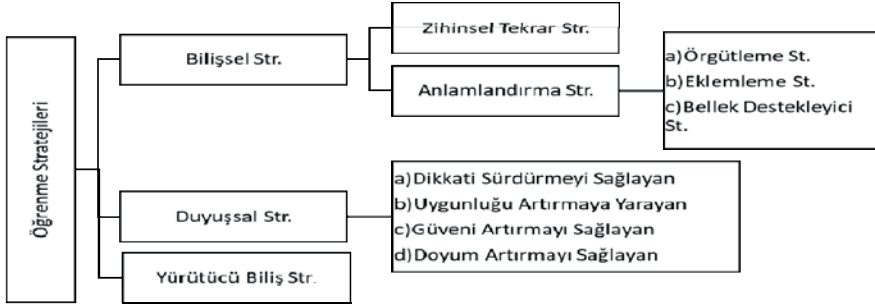 Öğrenme Stratejileri
Bilişsel Str.
Zihinsel Tekrar Str.
Anlamlandırma Str.
a)Örgütleme St.
b)Eklemleme St.
c)Bellek Destekleyici
St.
Duyuşsal Str.
a)Dikkati Sürdürmeyi Sağlayan
b)Uygunluğu Artırmaya Yarayan
c)Güveni Artırmayı Sağlayan
d)Doyum Artırmayı Sağlayan
Yürütücü Biliş Str.